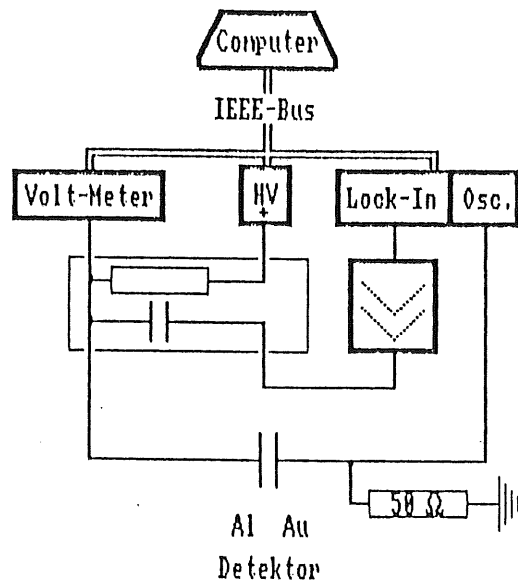 Computer
IEEE-Bus
Volt-Meter
HV
+
Lock-In
Osc.
50 Ω
Al Au
Detektor